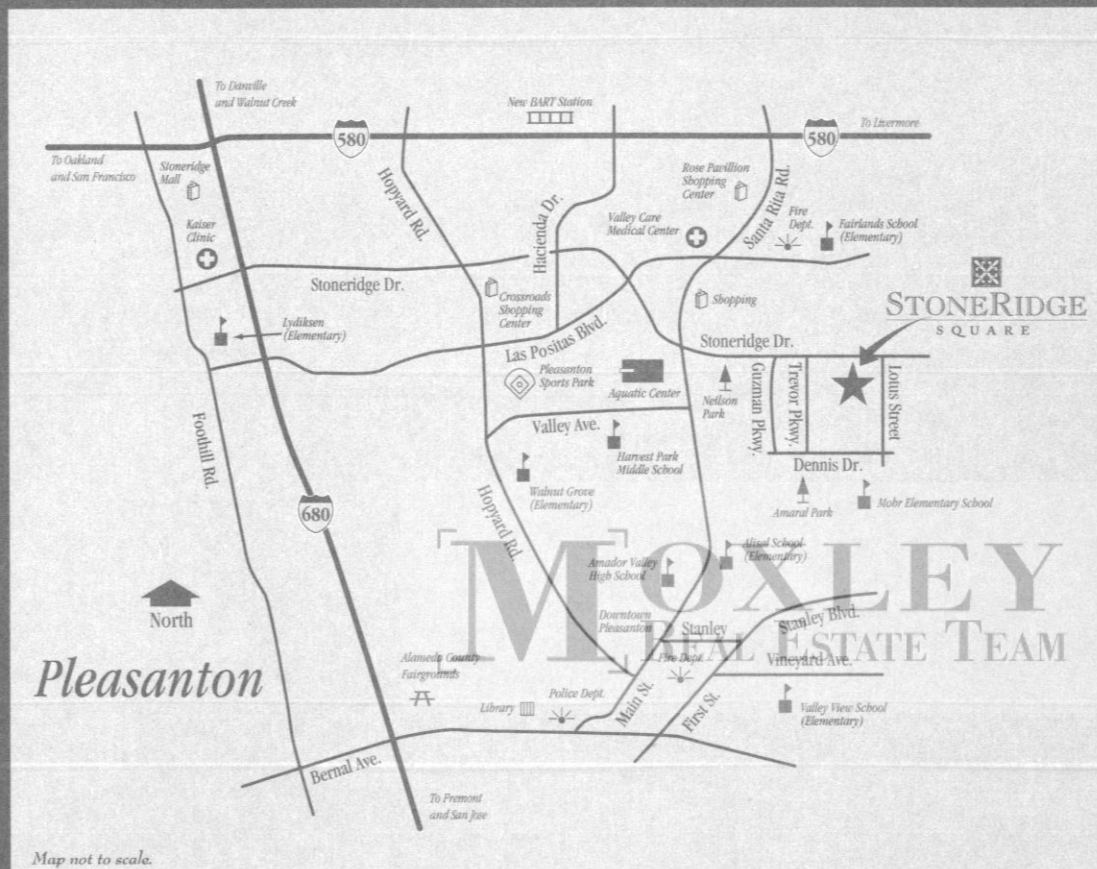 To Danville
and Walnut Creek
New BART Station
580
580
To Livermore
To Oakland
and San Francisco
Stoneridge
Mall
Kaiser
Clinic
Hopyard Rd.
Hacienda Dr.
Rose Pavillion
Shopping
Center
Santa Rita Rd.
Valley Care
Medical Center
Fire
Dept.
Fairlands School
(Elementary)
Stoneridge Dr.
Crossroads
Shopping
Center
Shopping
STONERIDGE
SQUARE
Lydiksen
(Elementary)
Las Positas Blvd.
Stoneridge Dr.
Pleasanton
Sports Park
Aquatic Center
Neilson
Park
Guzman Pkwy.
Trevor Pkwy.
Lotus Street
Foothill Rd.
Valley Ave.
Harvest Park
Middle School
Dennis Dr.
Walnut Grove
(Elementary)
Amaral Park
Mohr Elementary School
680
Hopyard Rd.
MOXLEY
REAL ESTATE TEAM
Amador Valley
High School
Alisal School
(Elementary)
North
Downtown
Pleasanton
Stanley
Stanley Blvd.
Vineyard Ave.
Pleasanton
Alameda County
Fairgrounds
Fire Dept.
Library
Police Dept.
Main St.
First St.
Valley View School
(Elementary)
Bernal Ave.
To Fremont
and San Jose
Map not to scale.